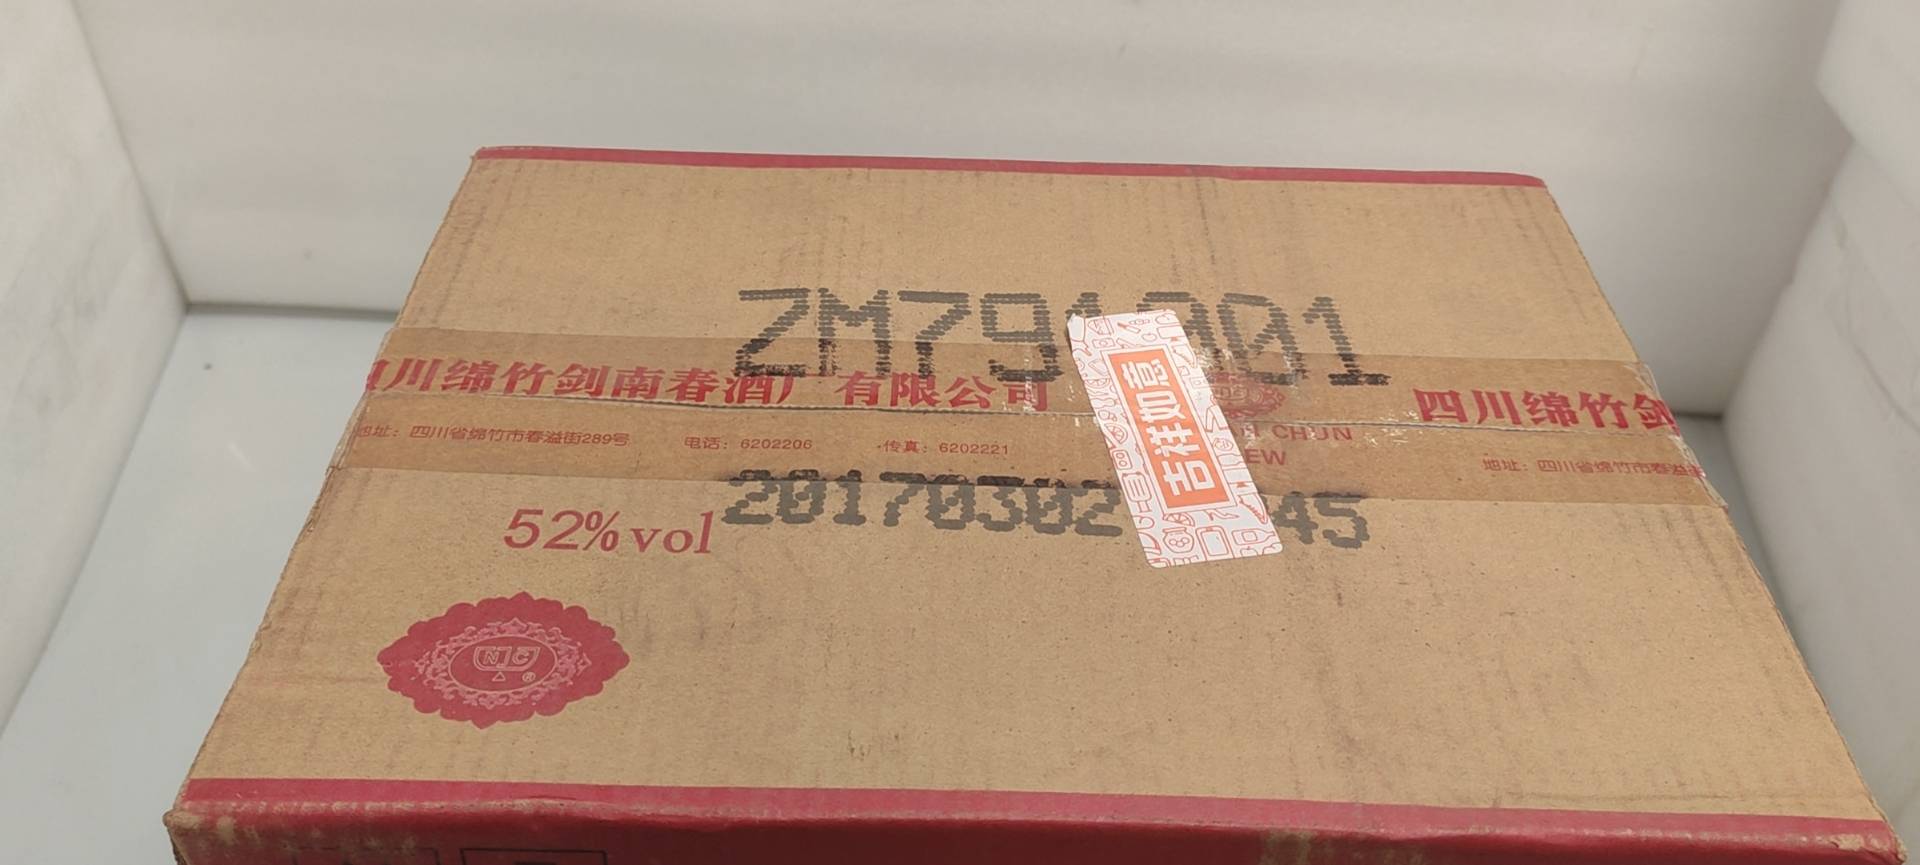 ZM79
001
四川绵竹剑南春酒厂有限公司
四川绵竹剑
地址：四川省绵竹市春溢街289号 电话：6202206 传真：6202221
CHUN
地址：四川省绵竹市春溢
20170302
45
52%vol
吉祥如意
NJC
®